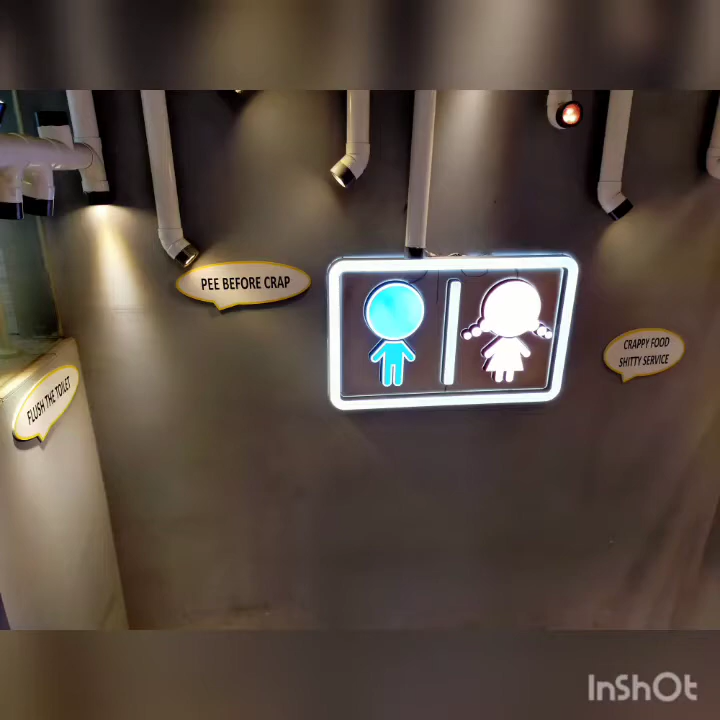 PEE BEFORE CRAP
CRAPPY FOOD
SHITTY SERVICE
FLUSH THE TOILET
InShOt